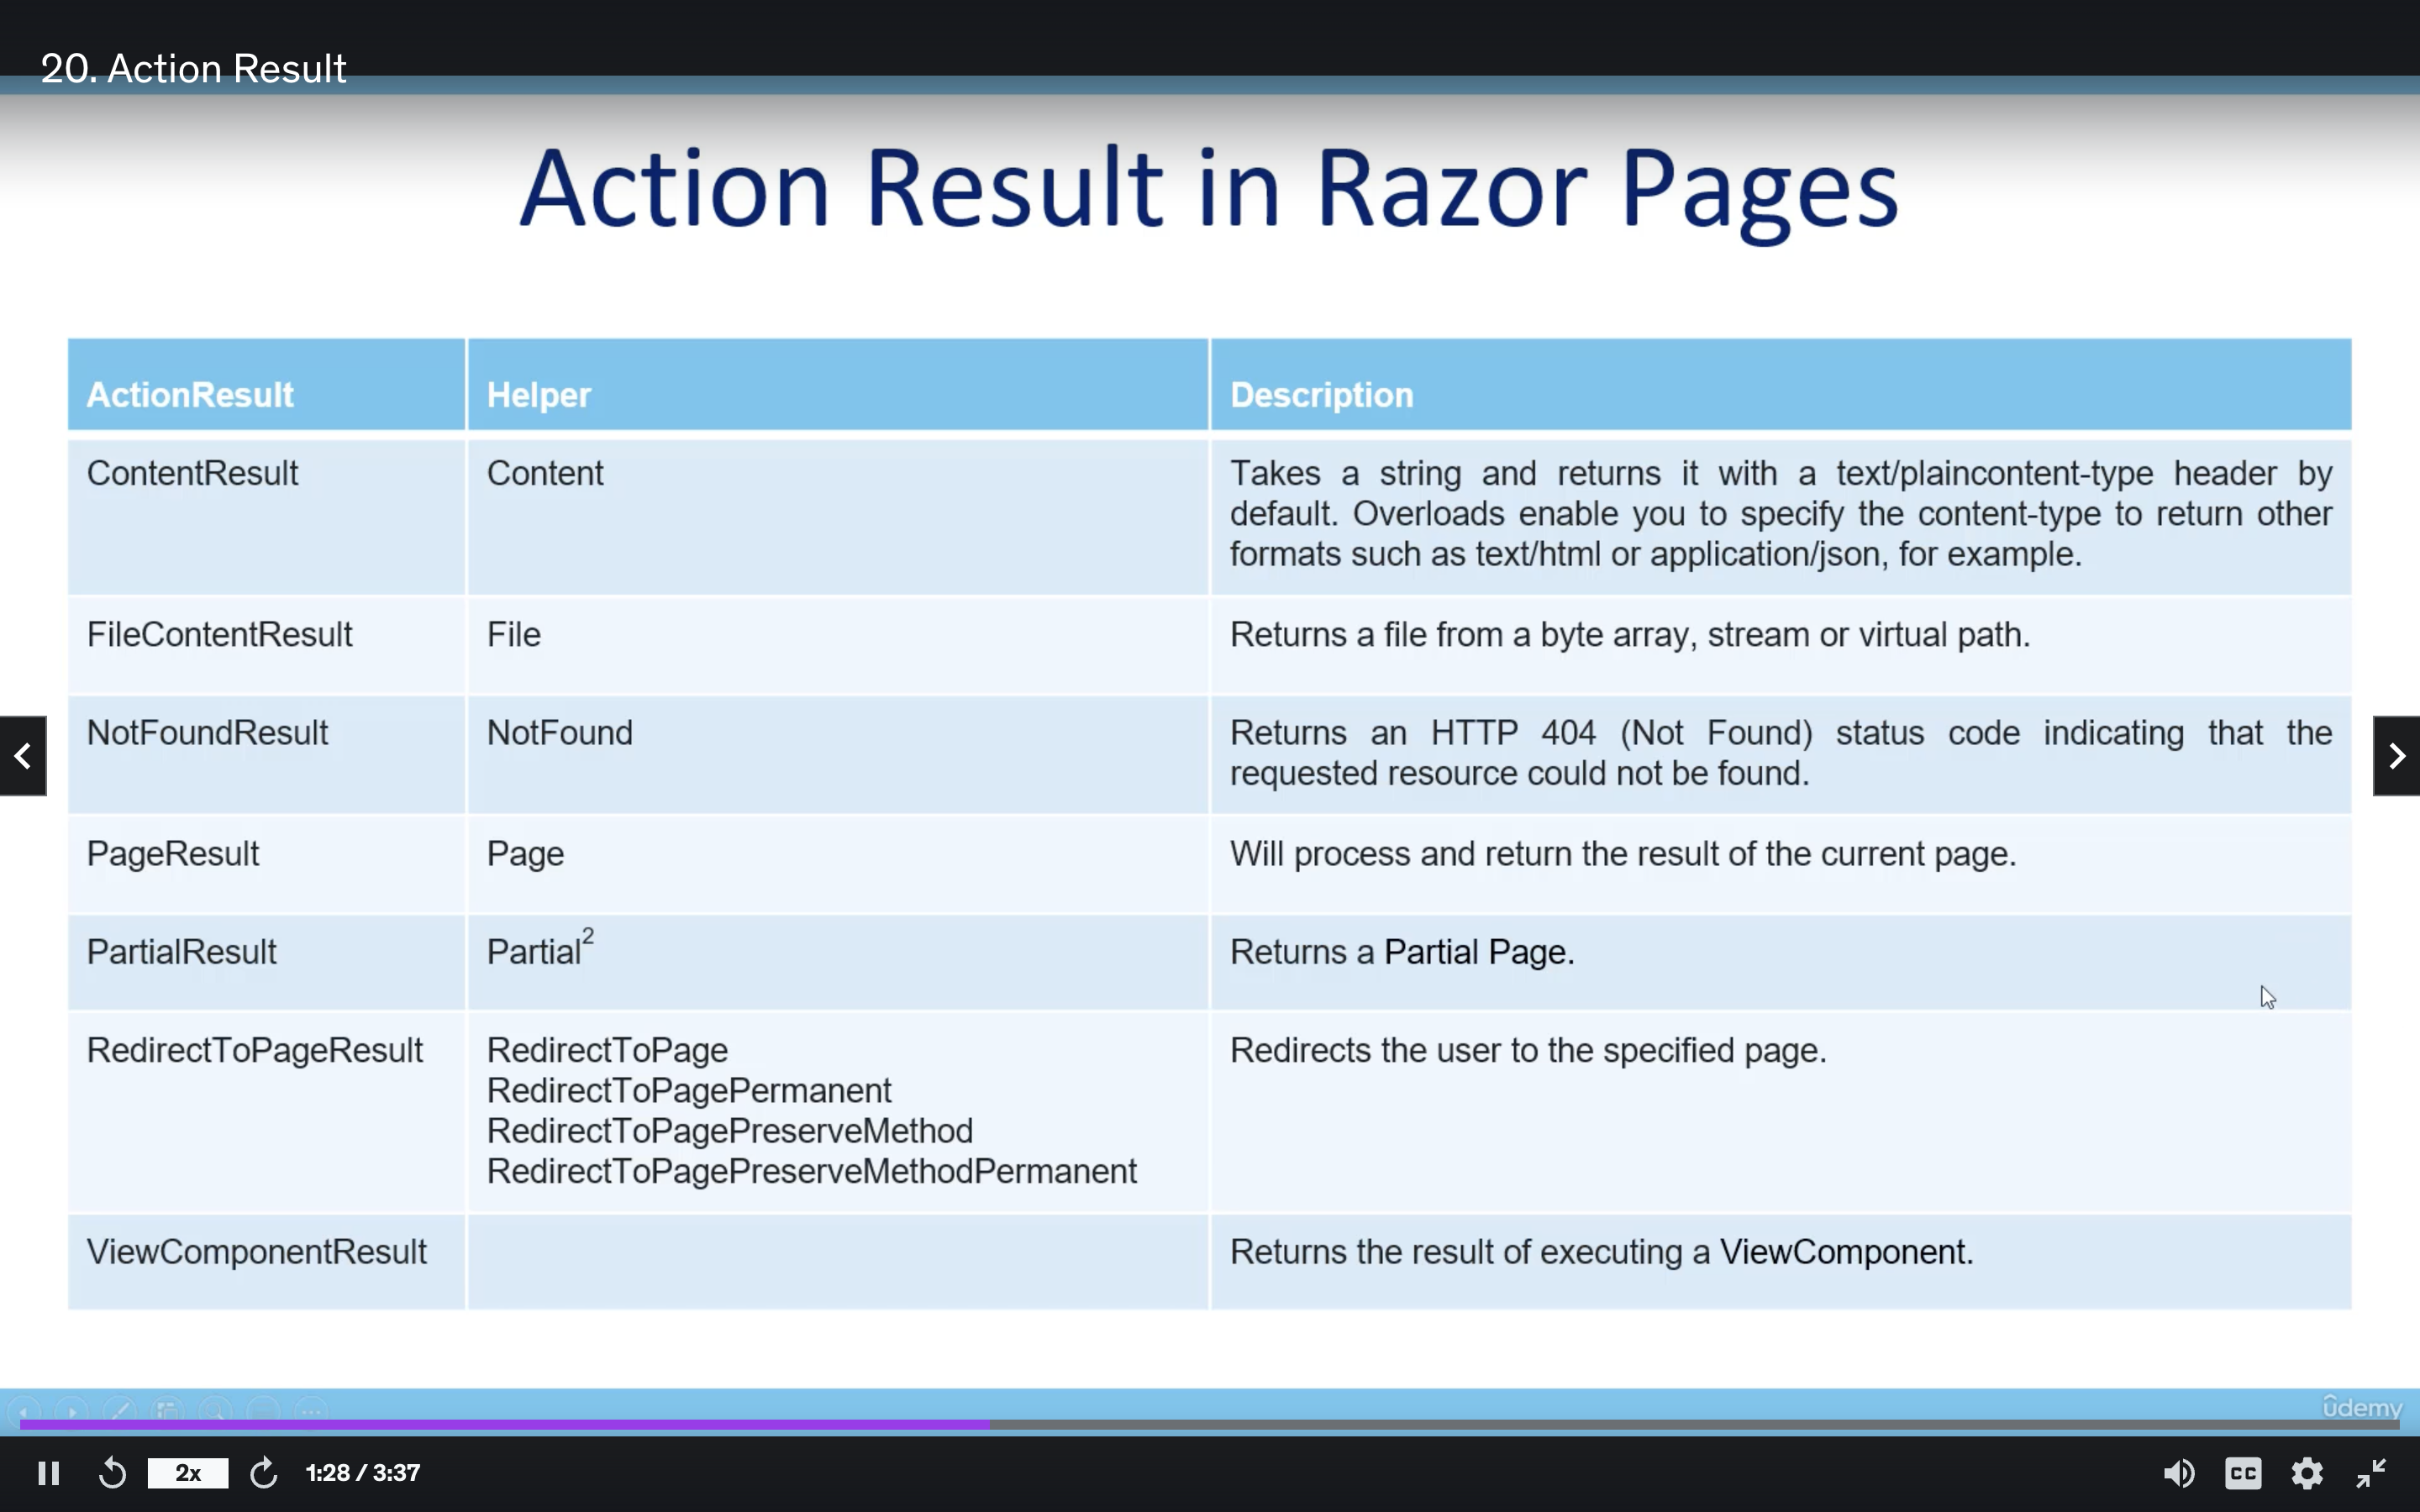 20. Action Result
Action Result in Razor Pages
ActionResult Helper Description
ContentResult Content Takes a string and returns it with a text/plaincontent-type header by
default. Overloads enable you to specify the content-type to return other
formats such as text/html or application/json, for example.
FileContentResult File Returns a file from a byte array, stream or virtual path.
NotFoundResult NotFound Returns an HTTP 404 (Not Found) status code indicating that the
requested resource could not be found.
PageResult Page Will process and return the result of the current page.
PartialResult Partial² Returns a Partial Page.
RedirectToPageResult RedirectToPage Redirects the user to the specified page.
RedirectToPagePermanent
RedirectToPagePreserveMethod
RedirectToPagePreserveMethodPermanent
ViewComponentResult Returns the result of executing a ViewComponent.
ûdemy
2x 1:28 / 3:37 CC